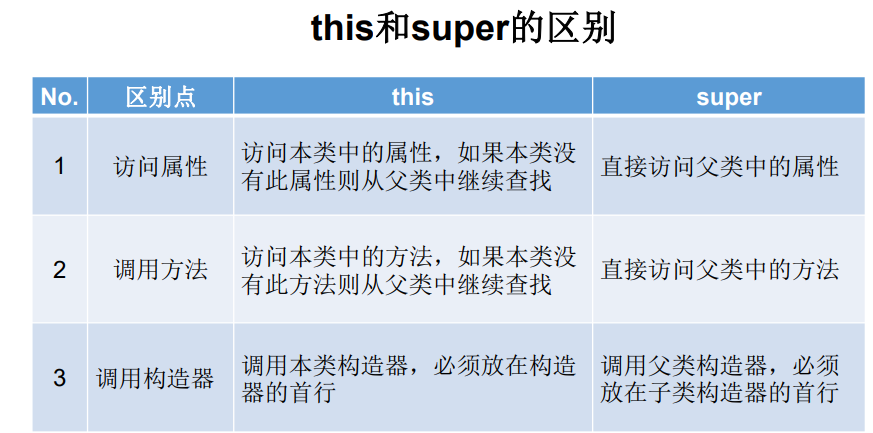 this和super的区别
No. 区别点 this super
1 访问属性 访问本类中的属性，如果本类没有此属性则从父类中继续查找 直接访问父类中的属性
2 调用方法 访问本类中的方法，如果本类没有此方法则从父类中继续查找 直接访问父类中的方法
3 调用构造器 调用本类构造器，必须放在构造器的首行 调用父类构造器，必须放在子类构造器的首行